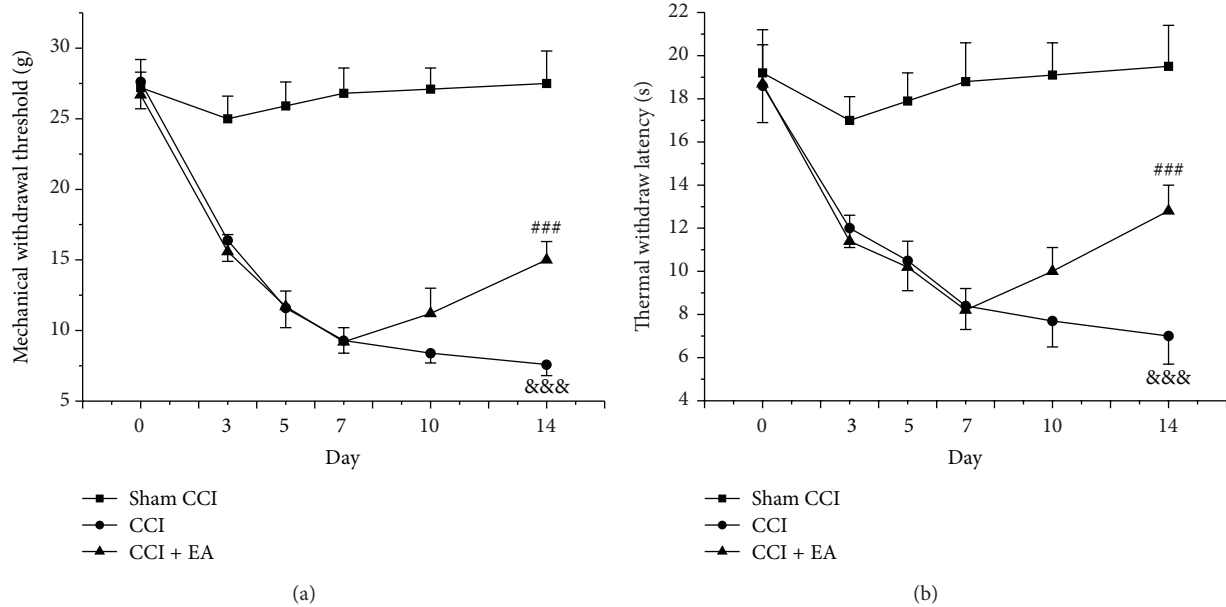 Mechanical withdrawal threshold (g)
30
25
20
15
10
5
###
&&&
0 3 5 7 10 14
Day
Sham CCI
CCI
CCI + EA
(a)
Thermal withdraw latency (s)
22
20
18
16
14
12
10
8
6
4
###
&&&
0 3 5 7 10 14
Day
Sham CCI
CCI
CCI + EA
(b)